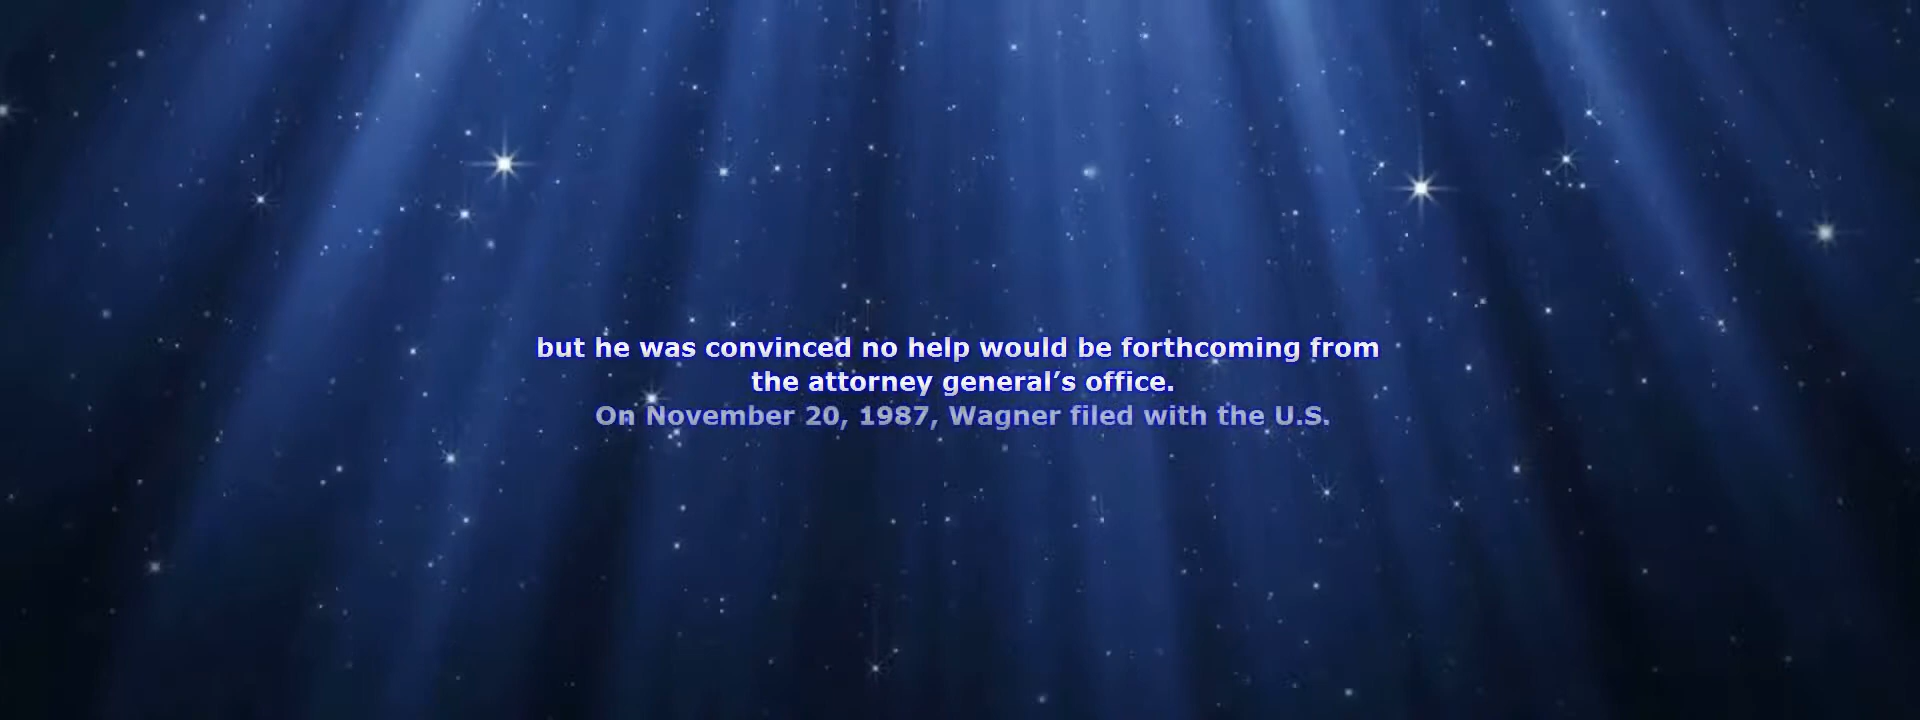 but he was convinced no help would be forthcoming from
the attorney general’s office.
On November 20, 1987, Wagner filed with the U.S.